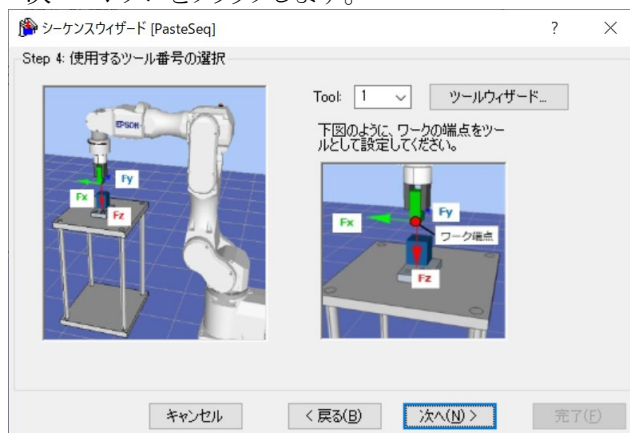 シーケンスウィザード [PasteSeq]
Step 4: 使用するツール番号の選択
Tool: 1 ツールウィザード...
下図のように、ワークの端点をツー
ルとして設定してください。
EPSON
Fy
Fx
Fz
Fx
Fy
ワーク端点
Fz
キャンセル
< 戻る(B)
次へ(N) >
完了(F)